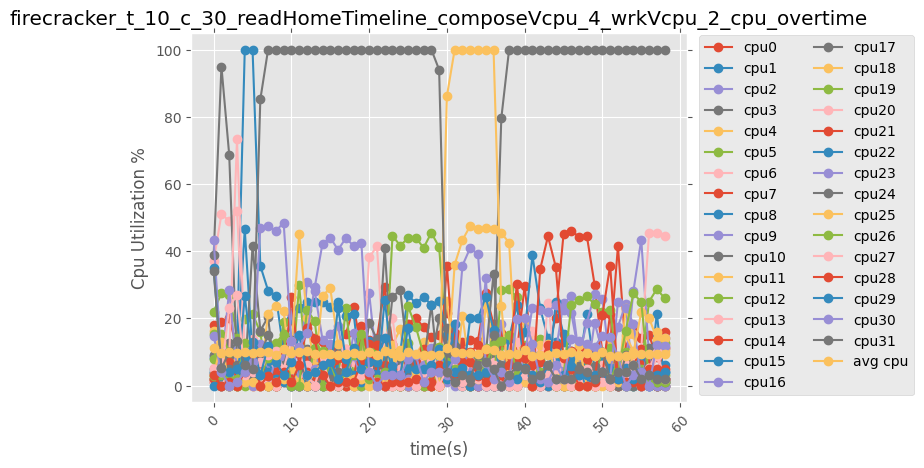 firecracker_t_10_c_30_readHomeTimeline_composeVcpu_4_wrkVcpu_2_cpu_overtime
Cpu Utilization %
100
80
60
40
20
0
0
10
20
30
40
50
60
time(s)
cpu0
cpu1
cpu2
cpu3
cpu4
cpu5
cpu6
cpu7
cpu8
cpu9
cpu10
cpu11
cpu12
cpu13
cpu14
cpu15
cpu16
cpu17
cpu18
cpu19
cpu20
cpu21
cpu22
cpu23
cpu24
cpu25
cpu26
cpu27
cpu28
cpu29
cpu30
cpu31
avg cpu